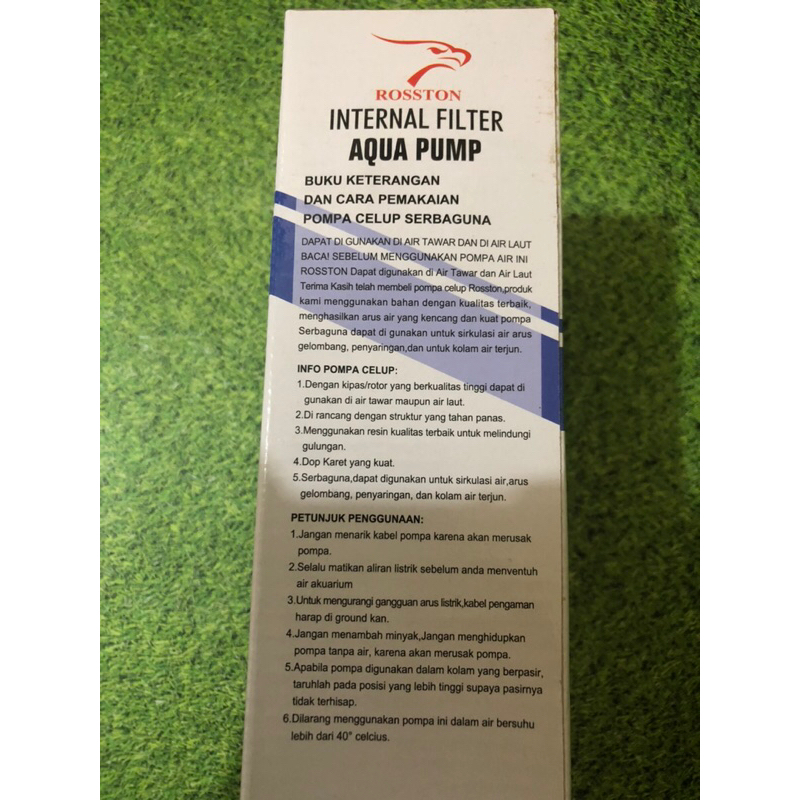 ROSSTON
INTERNAL FILTER
AQUA PUMP
BUKU KETERANGAN
DAN CARA PEMAKAIAN
POMPA CELUP SERBAGUNA
DAPAT DI GUNAKAN DI AIR TAWAR DAN DI AIR LAUT
BACA! SEBELUM MENGGUNAKAN POMPA AIR INI
ROSSTON Dapat digunakan di Air Tawar dan Air Laut
Terima Kasih telah membeli pompa celup Rosston,produk
kami menggunakan bahan dengan kualitas terbaik,
menghasilkan arus air yang kencang dan kuat pompa
Serbaguna dapat di gunakan untuk sirkulasi air arus
gelombang, penyaringan,dan untuk kolam air terjun.
INFO POMPA CELUP:
1.Dengan kipas/rotor yang berkualitas tinggi dapat di
gunakan di air tawar maupun air laut.
2.Di rancang dengan struktur yang tahan panas.
3.Menggunakan resin kualitas terbaik untuk melindungi
gulungan.
4.Dop Karet yang kuat.
5.Serbaguna,dapat digunakan untuk sirkulasi air,arus
gelombang, penyaringan, dan kolam air terjun.
PETUNJUK PENGGUNAAN:
1.Jangan menarik kabel pompa karena akan merusak
pompa.
2.Selalu matikan aliran listrik sebelum anda menyentuh
air akuarium
3.Untuk mengurangi gangguan arus listrik,kabel pengaman
harap di ground kan.
4.Jangan menambah minyak,Jangan menghidupkan
pompa tanpa air, karena akan merusak pompa.
5.Apabila pompa digunakan dalam kolam yang berpasir,
taruhlah pada posisi yang lebih tinggi supaya pasirnya
tidak terhisap.
6.Dilarang menggunakan pompa ini dalam air bersuhu
lebih dari 40° celcius.